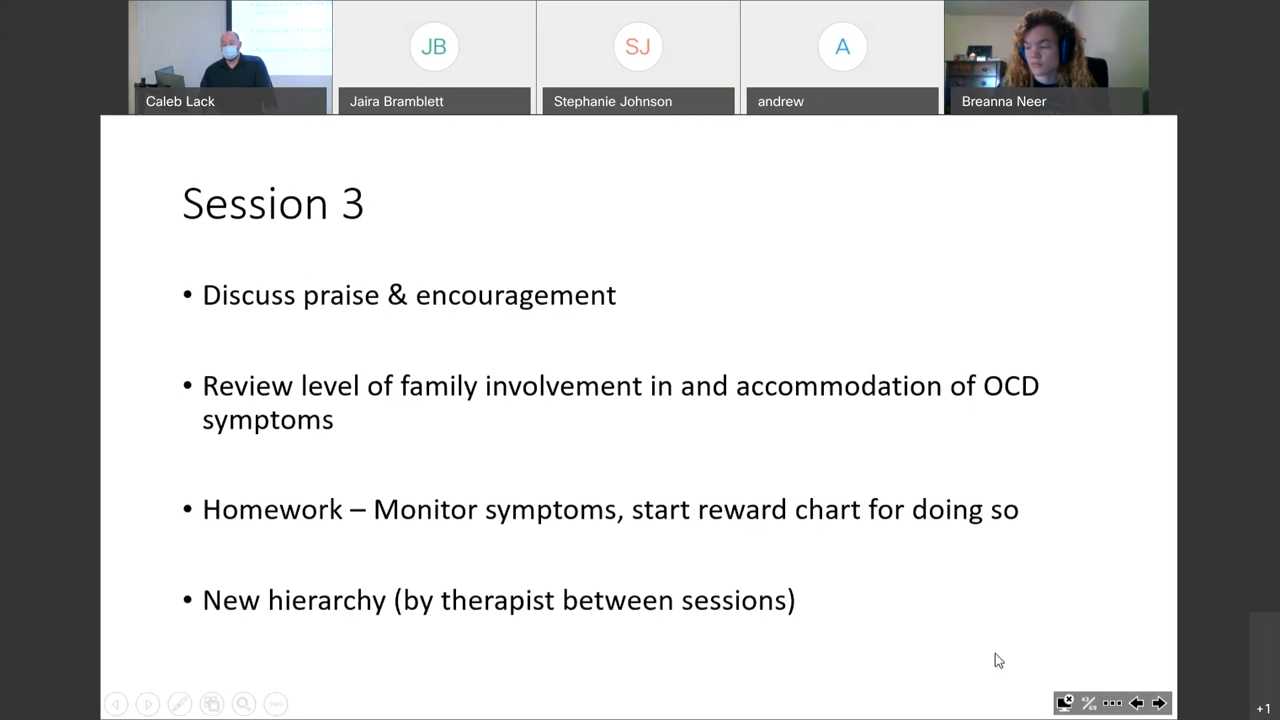 JB
SJ
A
Caleb Lack
Jaira Bramblett
Stephanie Johnson
andrew
Breanna Neer
Session 3
• Discuss praise & encouragement
• Review level of family involvement in and accommodation of OCD
symptoms
• Homework – Monitor symptoms, start reward chart for doing so
• New hierarchy (by therapist between sessions)
+1